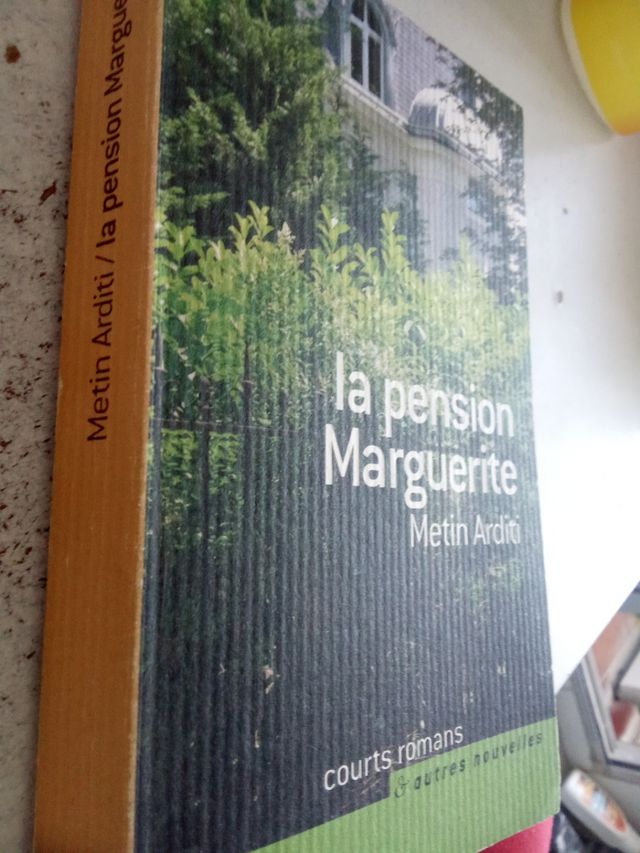 Metin Arditi / la pension Margue
la pension
Marguerite
Metin Arditi
courts romans
& autres nouvelles